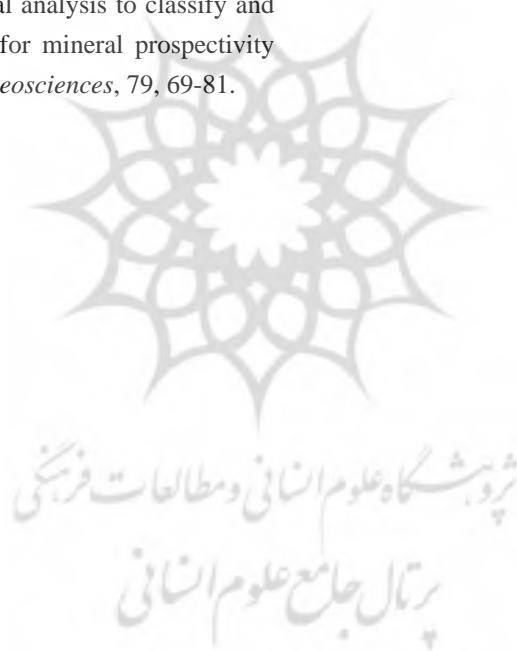 al analysis to classify and
for mineral prospectivity
eosciences, 79, 69-81.
پژوهشگاه علوم انسانی و مطالعات فرهنگی
پرتال جامع علوم انسانی